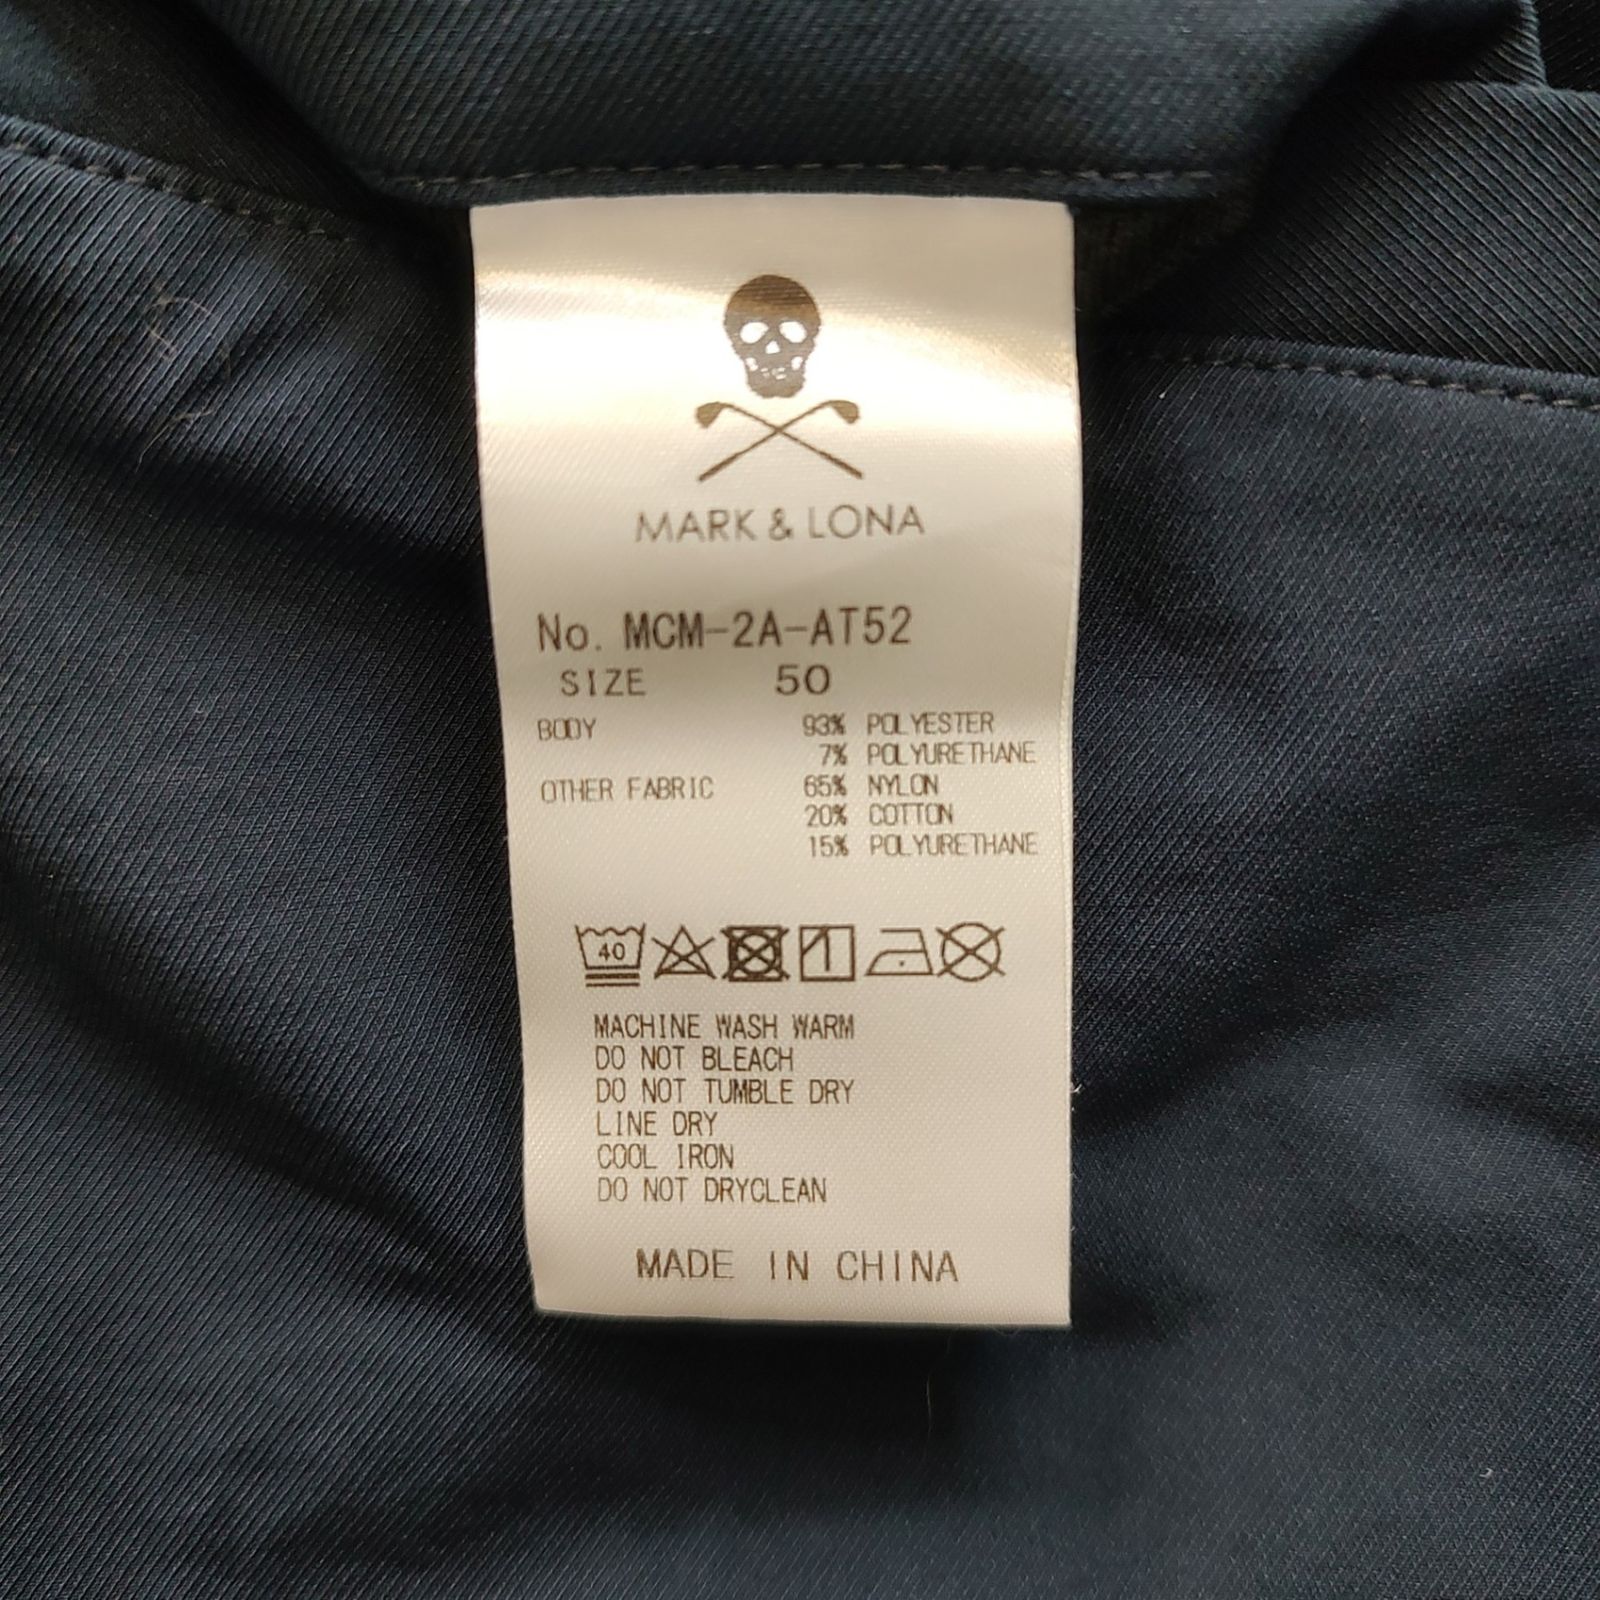 MARK & LONA
No. MCM-2A-AT52
SIZE 50
BODY 93% POLYESTER
7% POLYURETHANE
OTHER FABRIC 65% NYLON
20% COTTON
15% POLYURETHANE
40
MACHINE WASH WARM
DO NOT BLEACH
DO NOT TUMBLE DRY
LINE DRY
COOL IRON
DO NOT DRYCLEAN
MADE IN CHINA